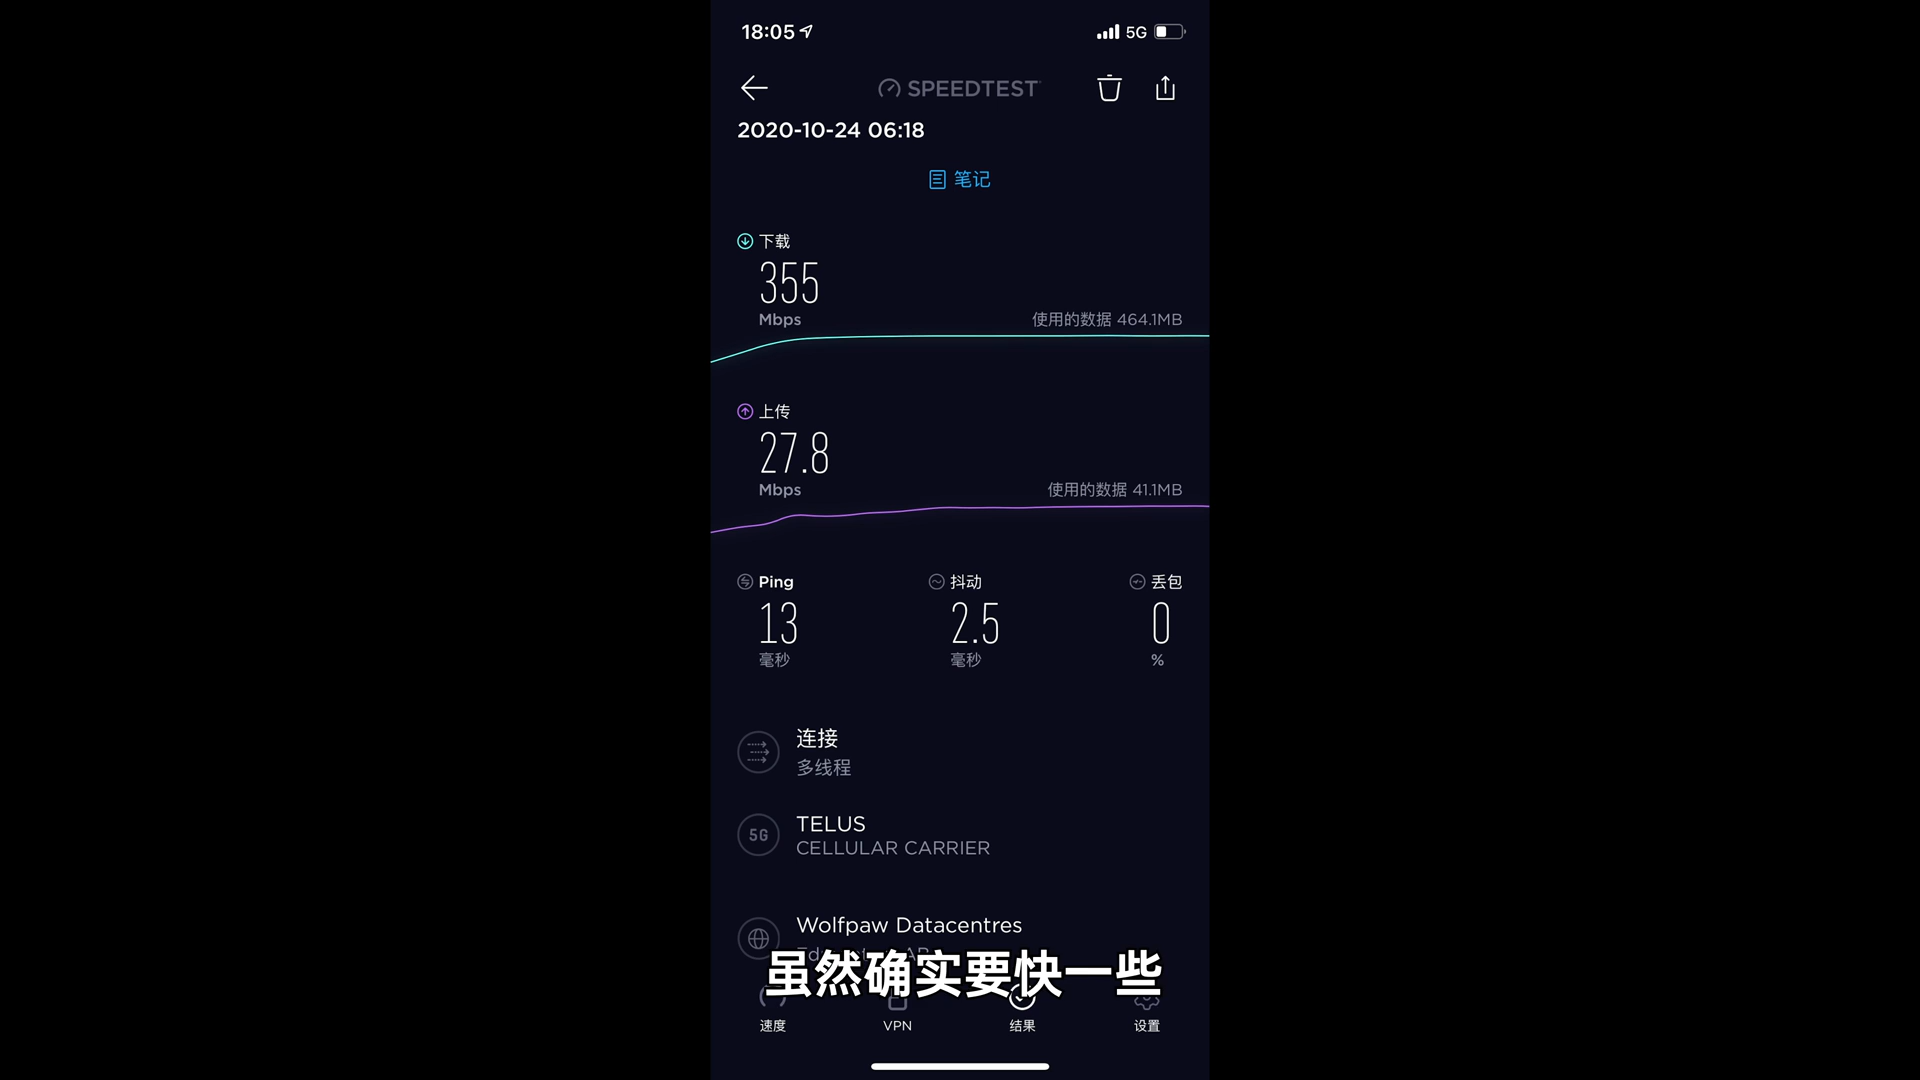 18:05
5G
SPEEDTEST
2020-10-24 06:18
笔记
下载
355
Mbps
使用的数据 464.1MB
上传
27.8
Mbps
使用的数据 41.1MB
Ping
抖动
丢包
13
2.5
0
毫秒
毫秒
%
连接
多线程
5G
TELUS
CELLULAR CARRIER
Wolfpaw Datacentres
虽然确实要快一些
速度
VPN
结果
设置